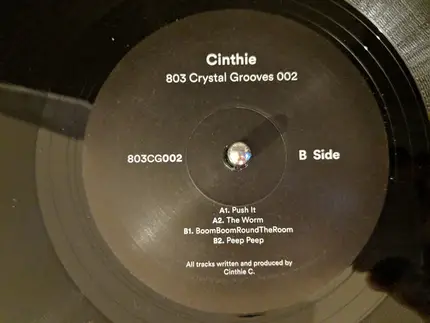 Cinthie
803 Crystal Grooves 002
803CG002
B Side
A1. Push It
A2. The Worm
B1. BoomBoomRoundTheRoom
B2. Peep Peep
All tracks written and produced by
Cinthie C.